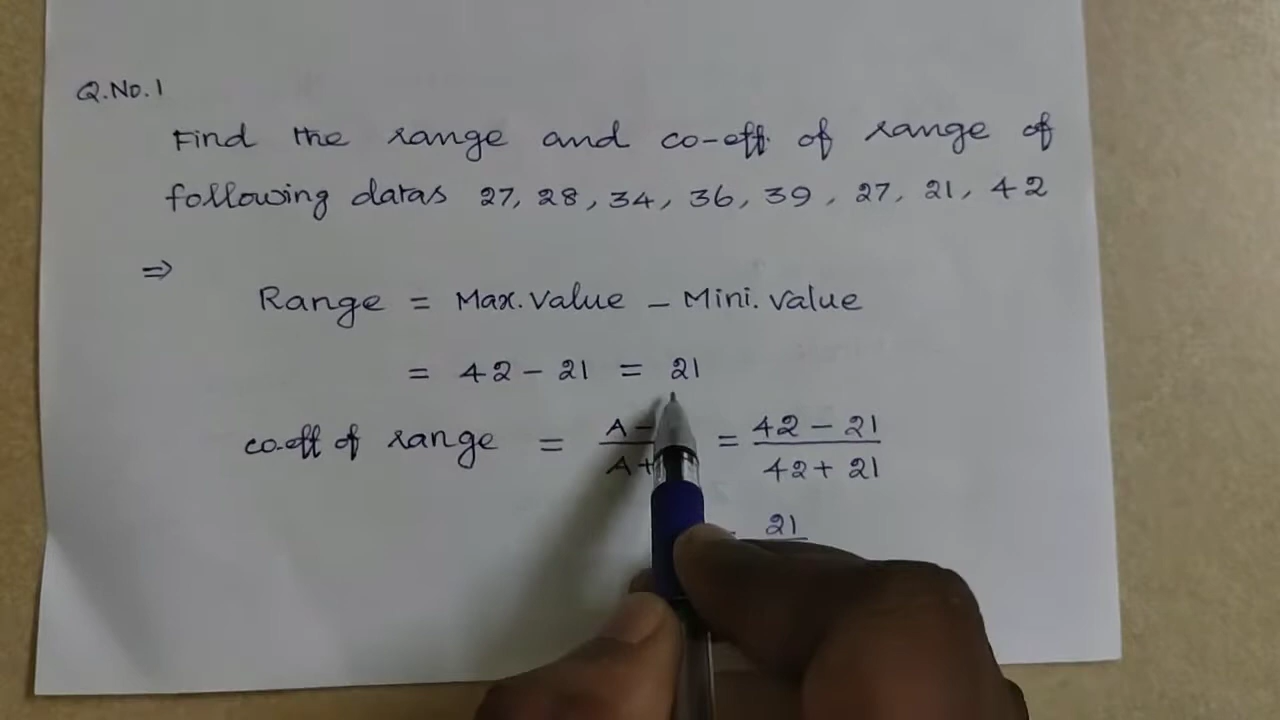 Q.No.1
Find the range and co-eff. of range of
following datas 27, 28, 34, 36, 39, 27, 21, 42
⇒
Range = Max. Value - Mini. Value
= 42 - 21 = 21
co-eff of range = A- / A+ = 42 - 21 / 42 + 21
= 21